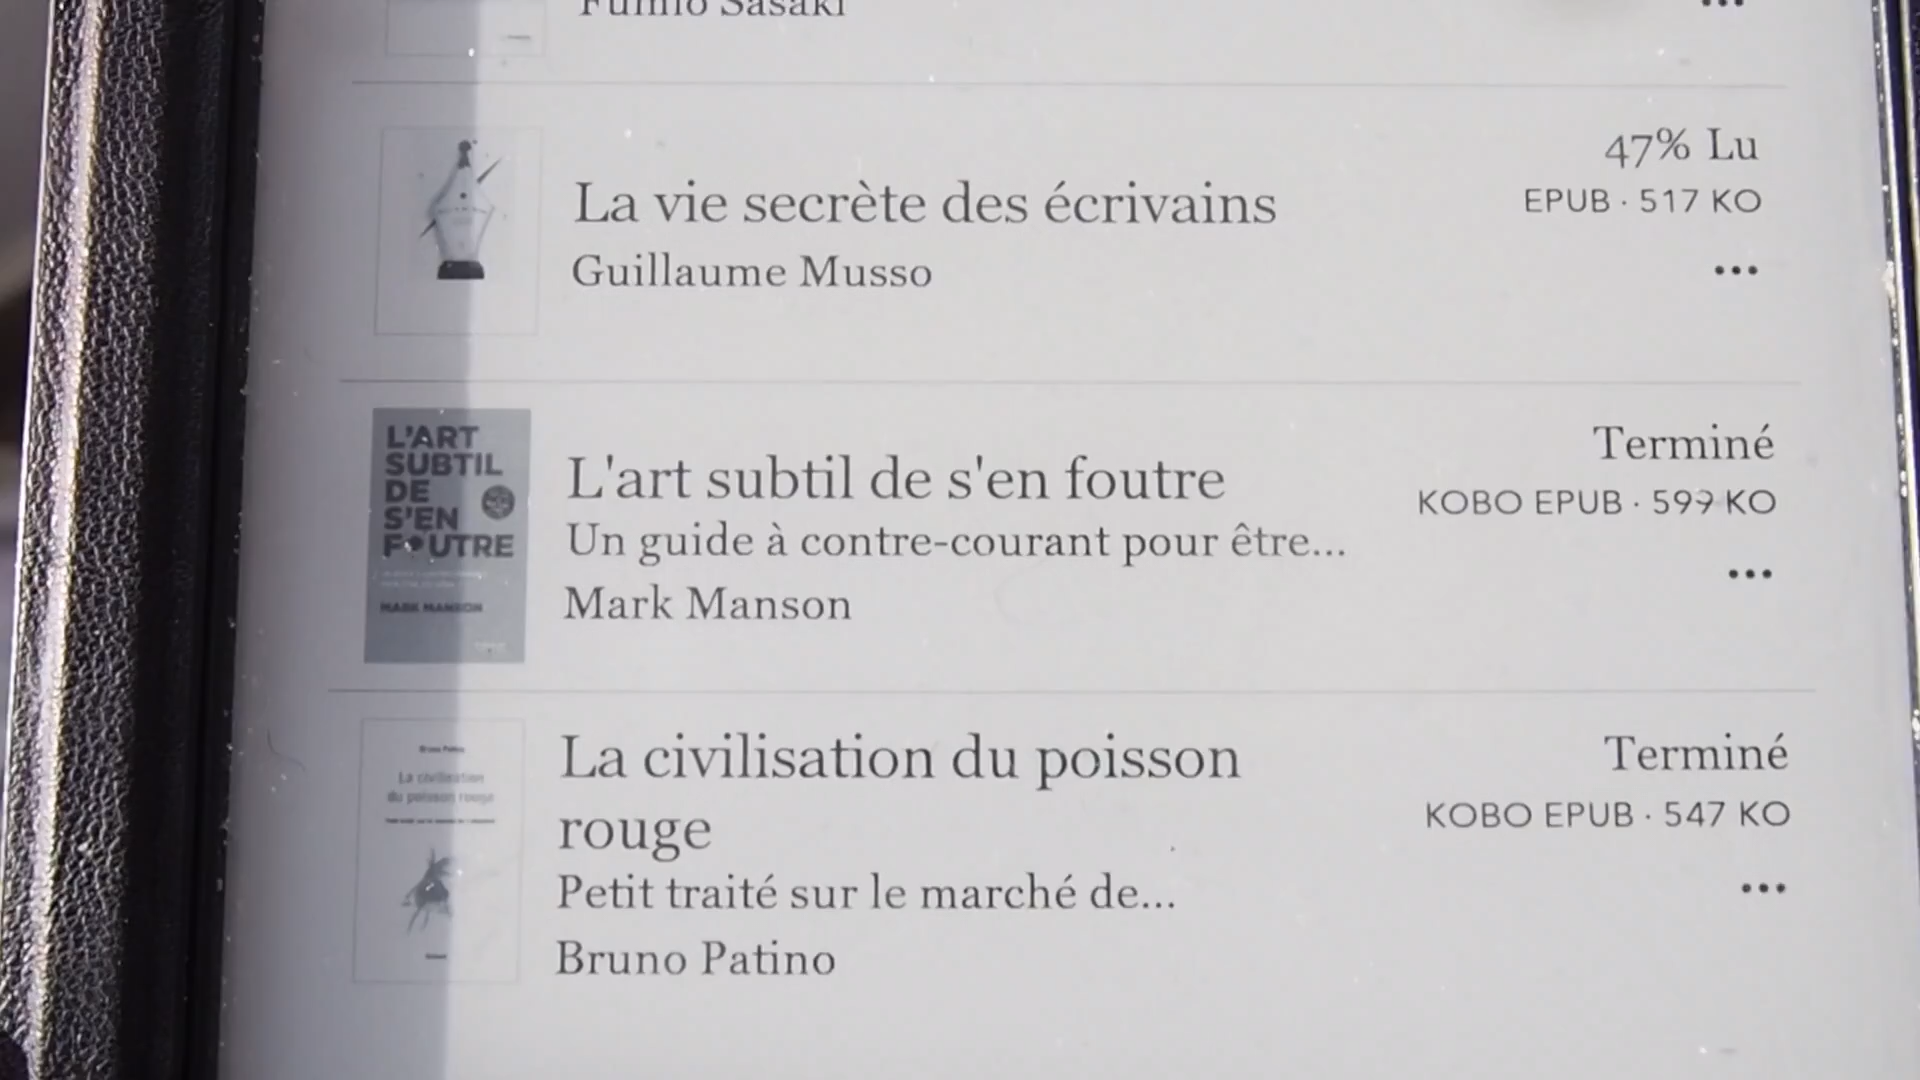 Fumio Sasaki
La vie secrète des écrivains
Guillaume Musso
47% Lu
EPUB · 517 KO
L'ART
SUBTIL
DE
S'EN
F•UTRE
MARK MANSON
L'art subtil de s'en foutre
Un guide à contre-courant pour être...
Mark Manson
Terminé
KOBO EPUB · 599 KO
Bruno Patino
La civilisation
du poisson rouge
La civilisation du poisson
rouge
Petit traité sur le marché de...
Bruno Patino
Terminé
KOBO EPUB · 547 KO